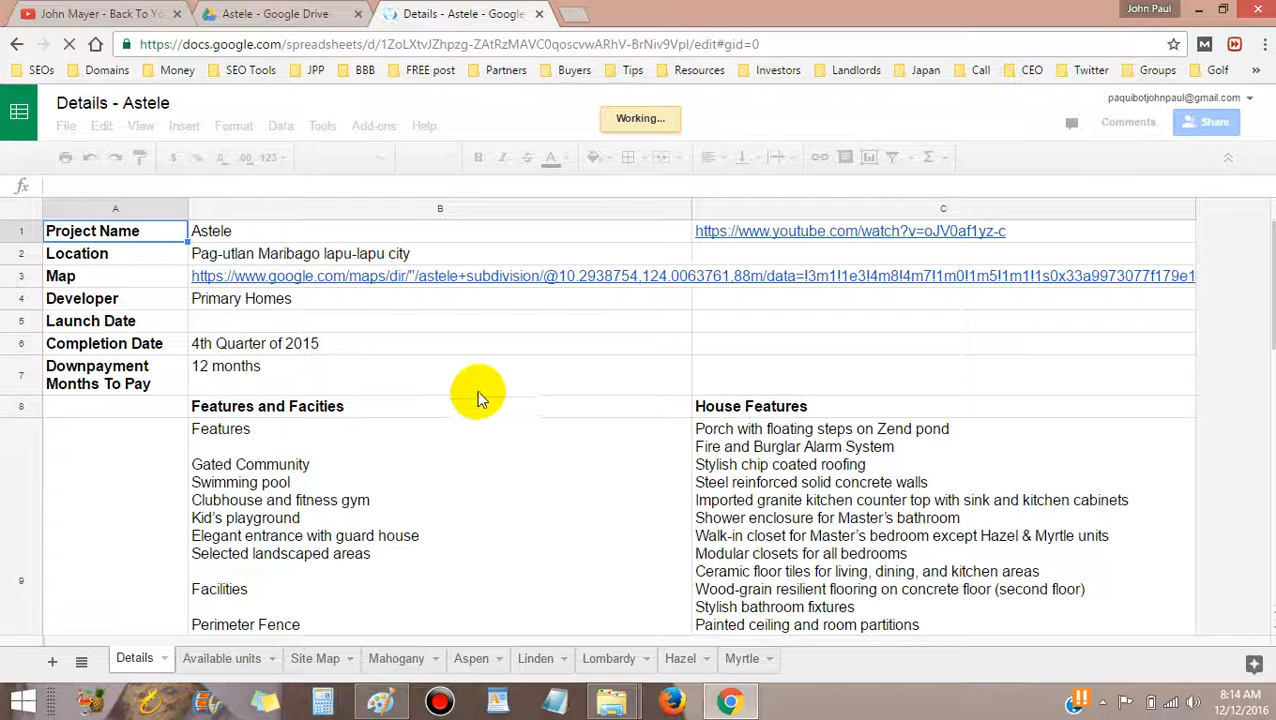 John Mayer - Back To Yo
Astele - Google Drive
Details - Astele - Google
John Paul
https://docs.google.com/spreadsheets/d/1ZoLXtvJZhpzg-ZAtRzMAVC0qoscvwARhV-BrNiv9VpI/edit#gid=0
SEOs Domains Money SEO Tools JPP BBB FREE post Partners Buyers Tips Resources Investors Landlords Japan Call CEO Twitter Groups Golf »
Details - Astele
paquibotjohnpaul@gmail.com
Working...
File Edit View Insert Format Data Tools Add-ons Help
Comments Share
$ % .0 .00 123
B I S A
fx
A B C
1 Project Name Astele https://www.youtube.com/watch?v=oJV0af1yz-c
2 Location Pag-utlan Maribago lapu-lapu city
3 Map https://www.google.com/maps/dir/''/astele+subdivision/@10.2938754,124.0063761,88m/data=!3m1!1e3!4m8!4m7!1m0!1m5!1m1!1s0x33a9973077f179e1
4 Developer Primary Homes
5 Launch Date
6 Completion Date 4th Quarter of 2015
7 Downpayment Months To Pay 12 months
8 Features and Facities House Features
9
Features
Gated Community
Swimming pool
Clubhouse and fitness gym
Kid's playground
Elegant entrance with guard house
Selected landscaped areas
Facilities
Perimeter Fence
Porch with floating steps on Zend pond
Fire and Burglar Alarm System
Stylish chip coated roofing
Steel reinforced solid concrete walls
Imported granite kitchen counter top with sink and kitchen cabinets
Shower enclosure for Master's bathroom
Walk-in closet for Master's bedroom except Hazel & Myrtle units
Modular closets for all bedrooms
Ceramic floor tiles for living, dining, and kitchen areas
Wood-grain resilient flooring on concrete floor (second floor)
Stylish bathroom fixtures
Painted ceiling and room partitions
Details Available units Site Map Mahogany Aspen Linden Lombardy Hazel Myrtle
8:14 AM
12/12/2016